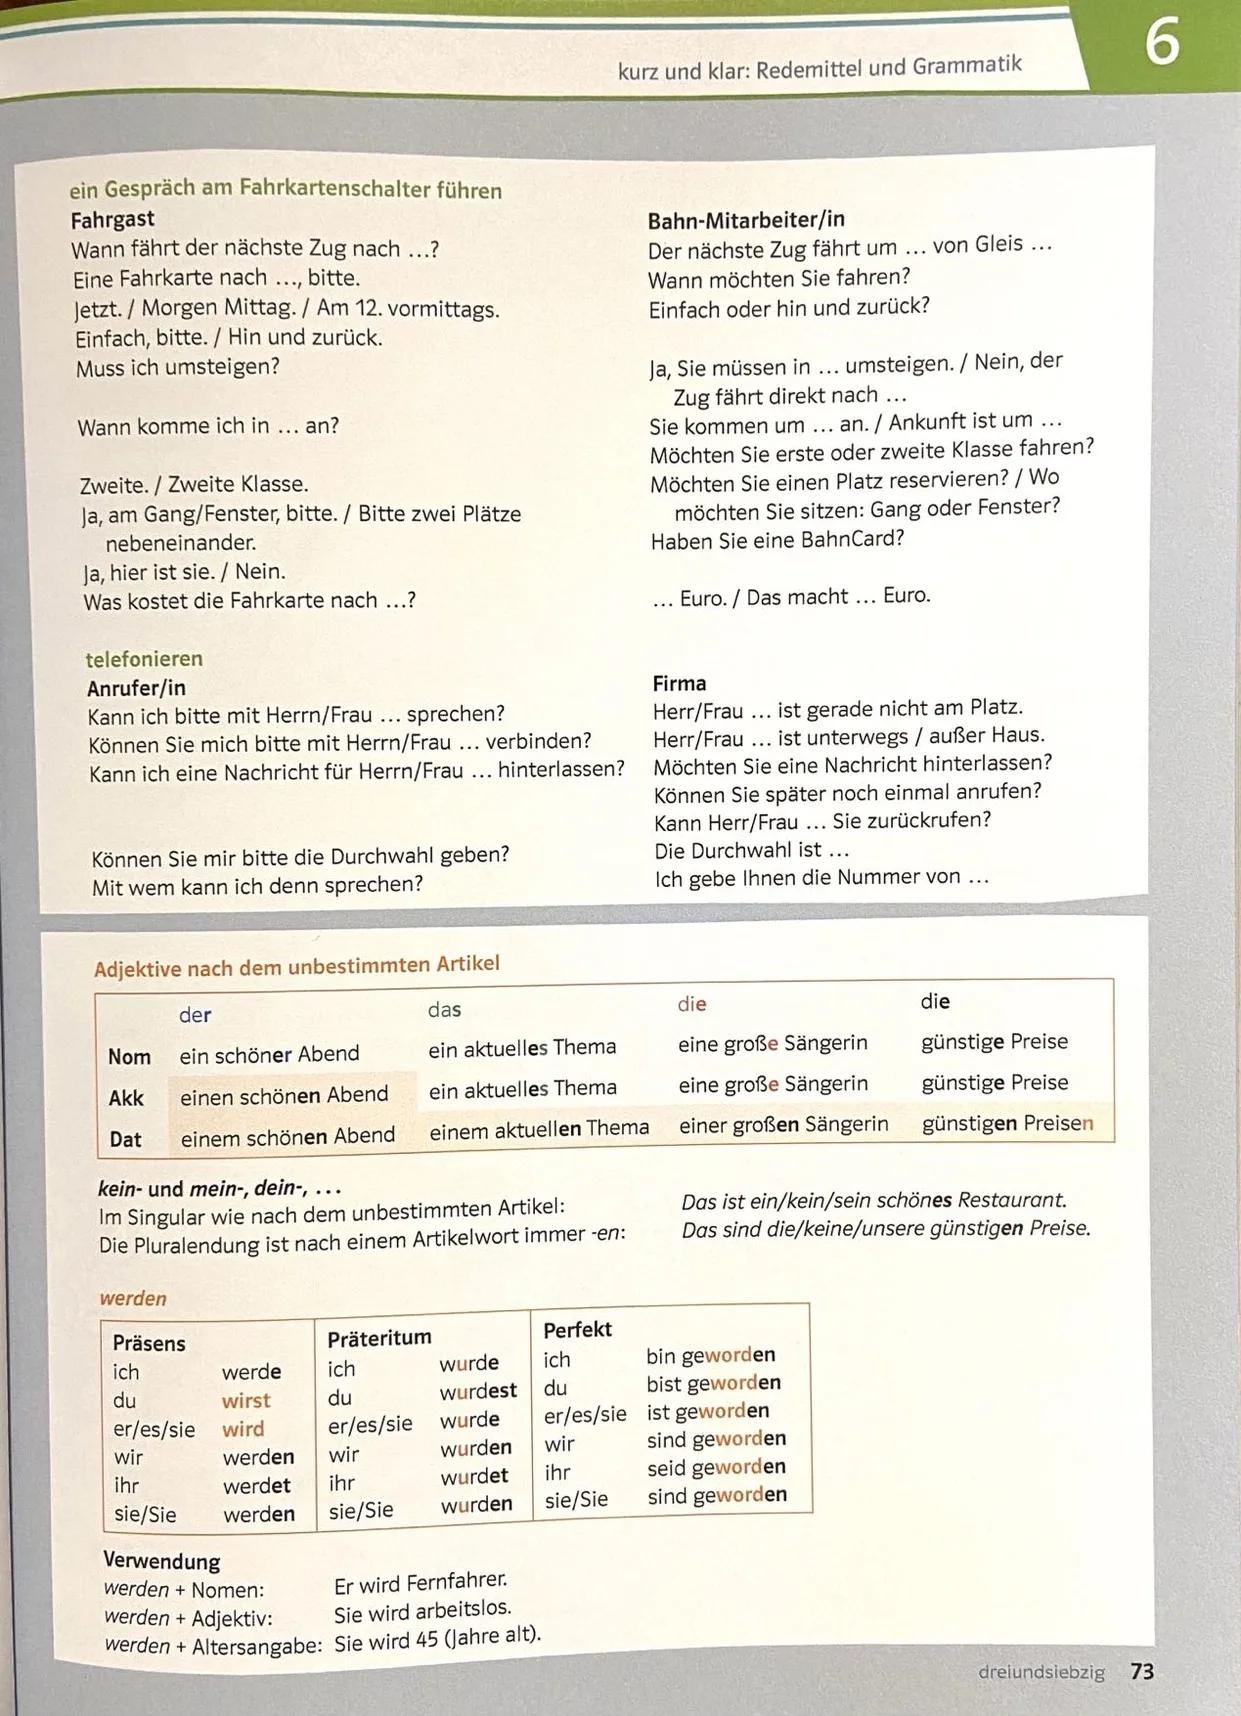 kurz und klar: Redemittel und Grammatik
6
ein Gespräch am Fahrkartenschalter führen
Fahrgast
Wann fährt der nächste Zug nach ...?
Eine Fahrkarte nach ..., bitte.
Jetzt. / Morgen Mittag. / Am 12. vormittags.
Einfach, bitte. / Hin und zurück.
Muss ich umsteigen?
Wann komme ich in ... an?
Zweite. / Zweite Klasse.
Ja, am Gang/Fenster, bitte. / Bitte zwei Plätze
nebeneinander.
Ja, hier ist sie. / Nein.
Was kostet die Fahrkarte nach ...?
Bahn-Mitarbeiter/in
Der nächste Zug fährt um ... von Gleis ...
Wann möchten Sie fahren?
Einfach oder hin und zurück?
Ja, Sie müssen in ... umsteigen. / Nein, der
Zug fährt direkt nach ...
Sie kommen um ... an. / Ankunft ist um ...
Möchten Sie erste oder zweite Klasse fahren?
Möchten Sie einen Platz reservieren? / Wo
möchten Sie sitzen: Gang oder Fenster?
Haben Sie eine BahnCard?
... Euro. / Das macht ... Euro.
telefonieren
Anrufer/in
Kann ich bitte mit Herrn/Frau ... sprechen?
Können Sie mich bitte mit Herrn/Frau ... verbinden?
Kann ich eine Nachricht für Herrn/Frau ... hinterlassen?
Können Sie mir bitte die Durchwahl geben?
Mit wem kann ich denn sprechen?
Firma
Herr/Frau ... ist gerade nicht am Platz.
Herr/Frau ... ist unterwegs / außer Haus.
Möchten Sie eine Nachricht hinterlassen?
Können Sie später noch einmal anrufen?
Kann Herr/Frau ... Sie zurückrufen?
Die Durchwahl ist ...
Ich gebe Ihnen die Nummer von ...
Adjektive nach dem unbestimmten Artikel
der das die die
Nom ein schöner Abend ein aktuelles Thema eine große Sängerin günstige Preise
Akk einen schönen Abend ein aktuelles Thema eine große Sängerin günstige Preise
Dat einem schönen Abend einem aktuellen Thema einer großen Sängerin günstigen Preisen
kein- und mein-, dein-, ...
Im Singular wie nach dem unbestimmten Artikel: Das ist ein/kein/sein schönes Restaurant.
Die Pluralendung ist nach einem Artikelwort immer -en: Das sind die/keine/unsere günstigen Preise.
werden
Präsens Präteritum Perfekt
ich werde ich wurde ich bin geworden
du wirst du wurdest du bist geworden
er/es/sie wird er/es/sie wurde er/es/sie ist geworden
wir werden wir wurden wir sind geworden
ihr werdet ihr wurdet ihr seid geworden
sie/Sie werden sie/Sie wurden sie/Sie sind geworden
Verwendung
werden + Nomen: Er wird Fernfahrer.
werden + Adjektiv: Sie wird arbeitslos.
werden + Altersangabe: Sie wird 45 (Jahre alt).
dreiundsiebzig 73